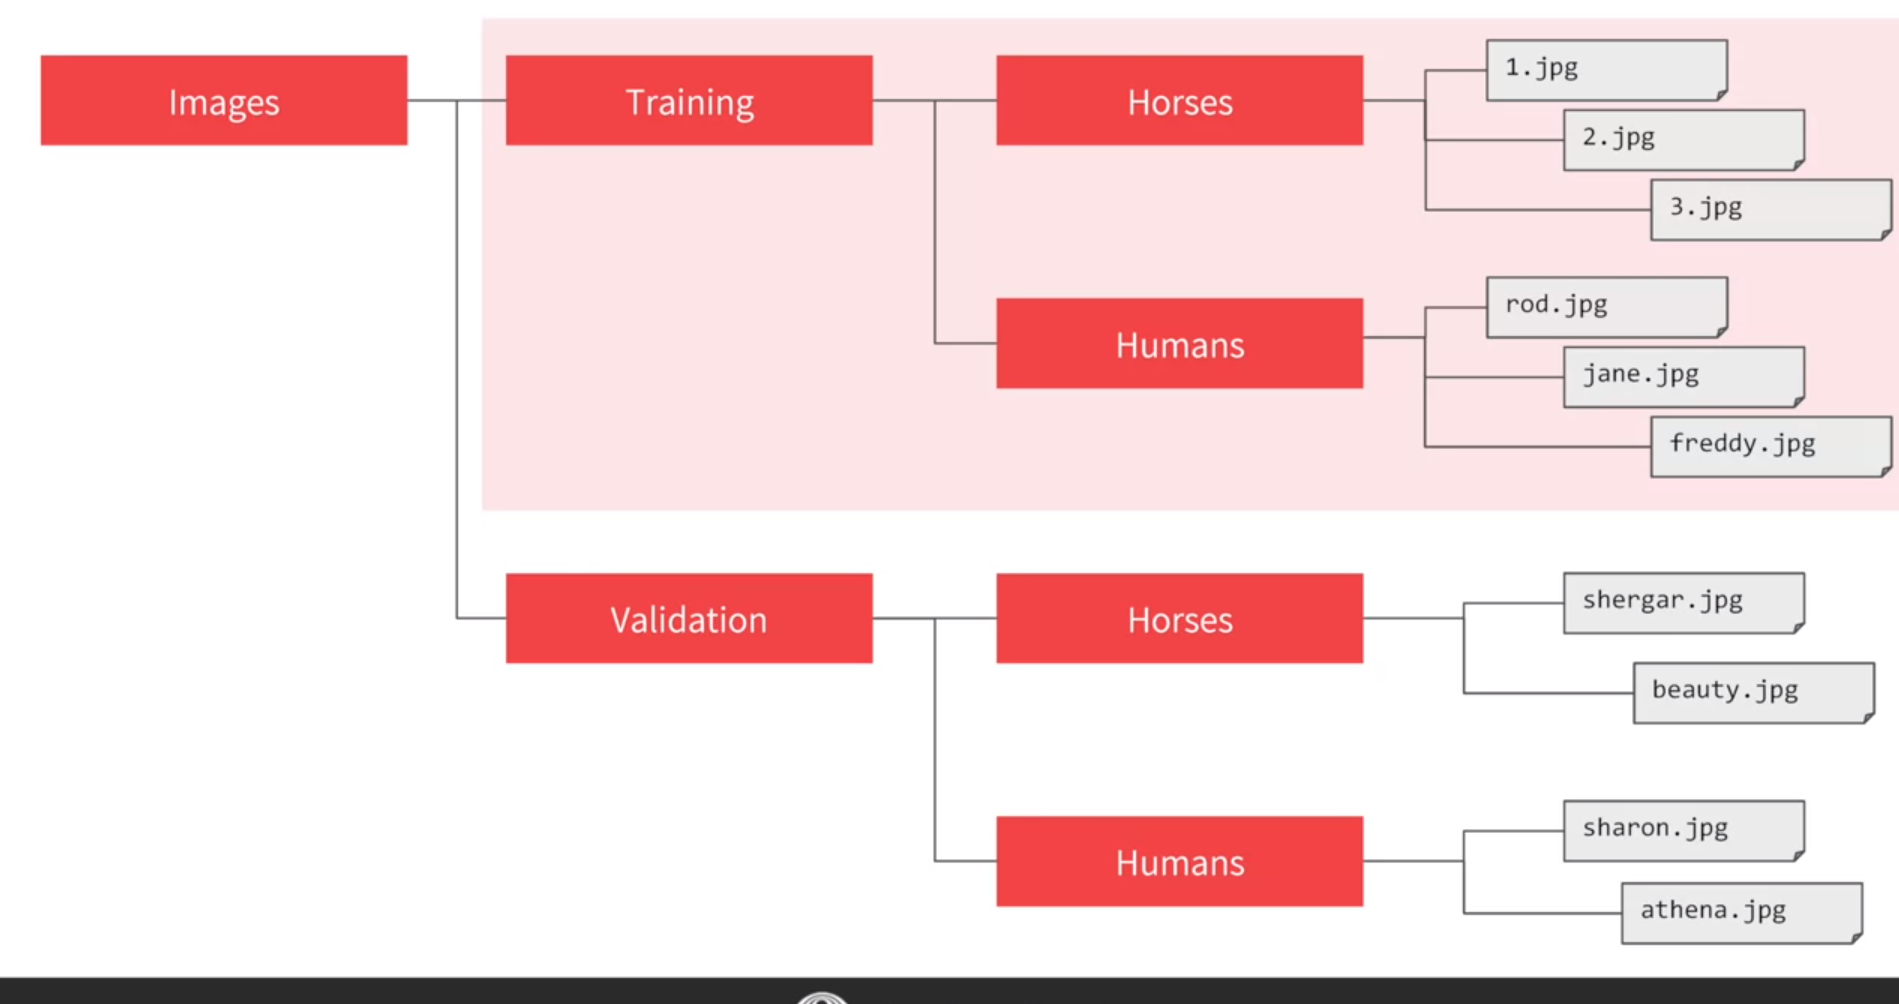 Images
Training
Horses
1.jpg
2.jpg
3.jpg
Humans
rod.jpg
jane.jpg
freddy.jpg
Validation
Horses
shergar.jpg
beauty.jpg
Humans
sharon.jpg
athena.jpg